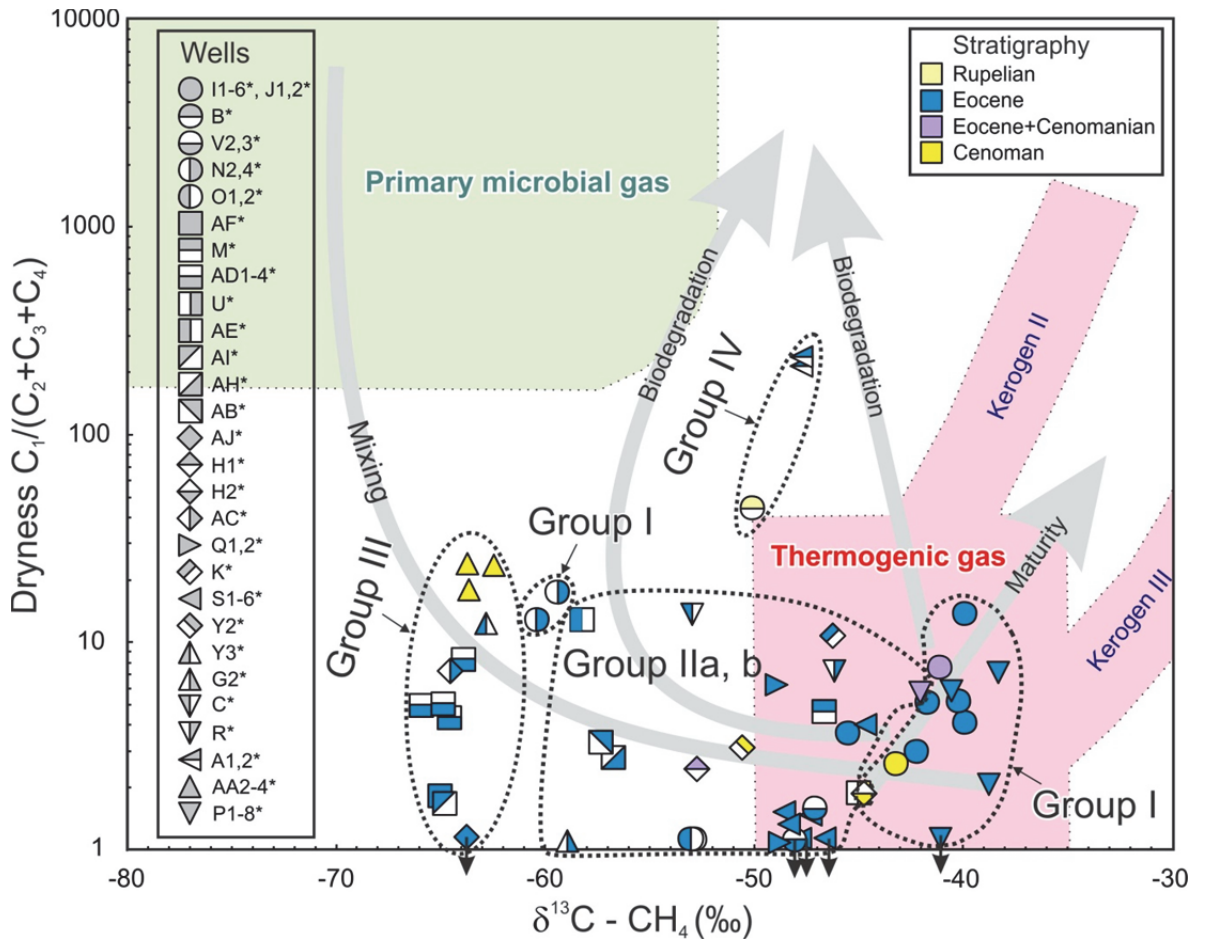 10000
1000
100
10
1
Dryness C₁/(C₂+C₃+C₄)
Wells
I1-6*, J1,2*
B*
V2,3*
N2,4*
O1,2*
AF*
M*
AD1-4*
U*
AE*
AI*
AH*
AB*
AJ*
H1*
H2*
AC*
Q1,2*
K*
S1-6*
Y2*
Y3*
G2*
C*
R*
A1,2*
AA2-4*
P1-8*
Stratigraphy
Rupelian
Eocene
Eocene+Cenomanian
Cenoman
Primary microbial gas
Mixing
Biodegradation
Biodegradation
Kerogen II
Group IV
Group I
Group III
Thermogenic gas
Maturity
Kerogen III
Group IIa, b
Group I
-80
-70
-60
-50
-40
-30
δ¹³C - CH₄ (‰)